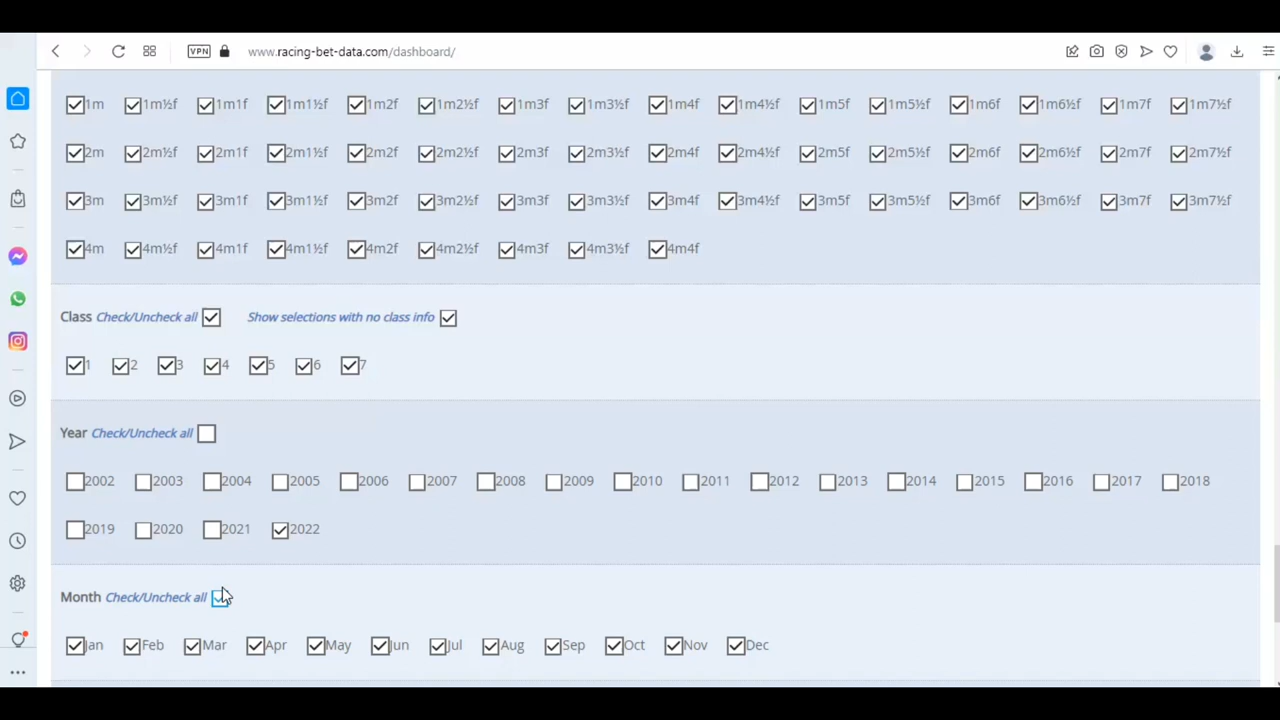 VPN www.racing-bet-data.com/dashboard/
1m 1m½f 1m1f 1m1½f 1m2f 1m2½f 1m3f 1m3½f 1m4f 1m4½f 1m5f 1m5½f 1m6f 1m6½f 1m7f 1m7½f
2m 2m½f 2m1f 2m1½f 2m2f 2m2½f 2m3f 2m3½f 2m4f 2m4½f 2m5f 2m5½f 2m6f 2m6½f 2m7f 2m7½f
3m 3m½f 3m1f 3m1½f 3m2f 3m2½f 3m3f 3m3½f 3m4f 3m4½f 3m5f 3m5½f 3m6f 3m6½f 3m7f 3m7½f
4m 4m½f 4m1f 4m1½f 4m2f 4m2½f 4m3f 4m3½f 4m4f
Class Check/Uncheck all Show selections with no class info
1 2 3 4 5 6 7
Year Check/Uncheck all
2002 2003 2004 2005 2006 2007 2008 2009 2010 2011 2012 2013 2014 2015 2016 2017 2018
2019 2020 2021 2022
Month Check/Uncheck all
Jan Feb Mar Apr May Jun Jul Aug Sep Oct Nov Dec